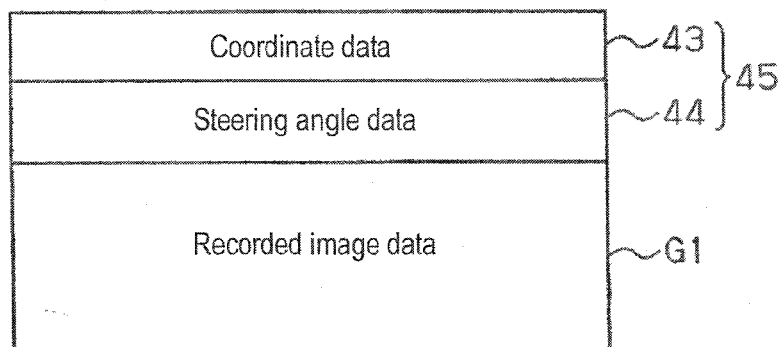 Coordinate data 43
45
Steering angle data 44
Recorded image data G1